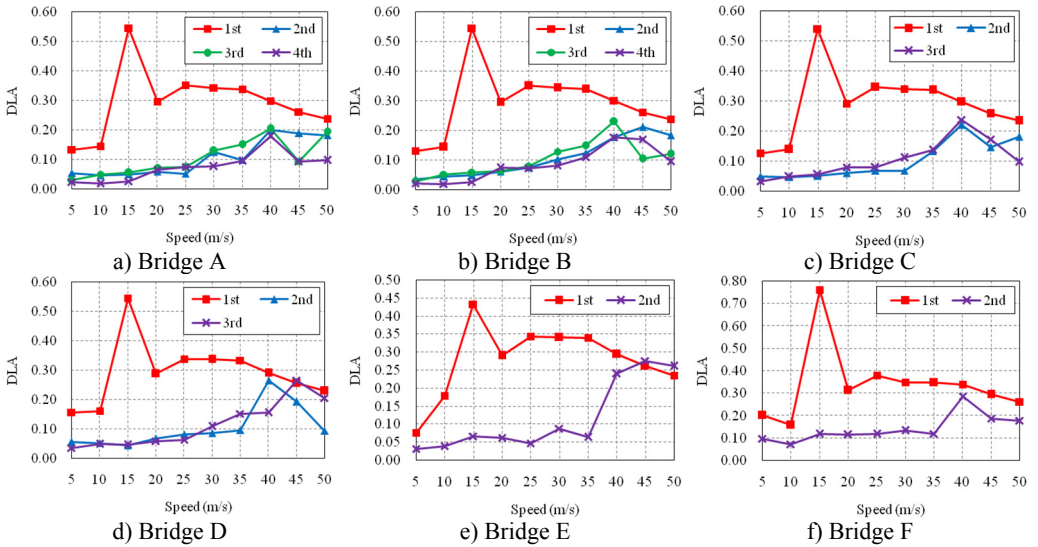 0.60
0.50
0.40
0.30
0.20
0.10
0.00
DLA
1st 2nd
3rd 4th
5 10 15 20 25 30 35 40 45 50
Speed (m/s)
a) Bridge A
0.60
0.50
0.40
0.30
0.20
0.10
0.00
DLA
1st 2nd
3rd 4th
5 10 15 20 25 30 35 40 45 50
Speed (m/s)
b) Bridge B
0.60
0.50
0.40
0.30
0.20
0.10
0.00
DLA
1st 2nd
3rd
5 10 15 20 25 30 35 40 45 50
Speed (m/s)
c) Bridge C
0.60
0.50
0.40
0.30
0.20
0.10
0.00
DLA
1st 2nd
3rd
5 10 15 20 25 30 35 40 45 50
Speed (m/s)
d) Bridge D
0.50
0.45
0.40
0.35
0.30
0.25
0.20
0.15
0.10
0.05
0.00
DLA
1st 2nd
5 10 15 20 25 30 35 40 45 50
Speed (m/s)
e) Bridge E
0.80
0.70
0.60
0.50
0.40
0.30
0.20
0.10
0.00
DLA
1st 2nd
5 10 15 20 25 30 35 40 45 50
Speed (m/s)
f) Bridge F